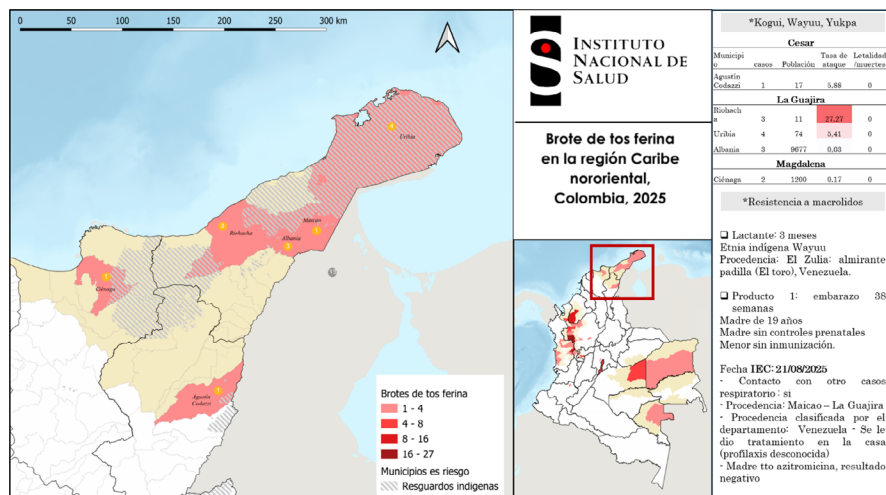 0
50
100
150
200
250
300 km
4
Uribia
3
Riohacha
Maicao
1
Albania
3
1
Ciénaga
1
Agustín
Codazzi
Brotes de tos ferina
1 - 4
4 - 8
8 - 16
16 - 27
Municipios es riesgo
Resguardos indigenas
INSTITUTO
NACIONAL DE
SALUD
Brote de tos ferina
en la región Caribe
nororiental,
Colombia, 2025
*Kogui, Wayuu, Yukpa
Cesar
Municipi
o casos Población Tasa de
ataque Letalidad
/muertes
Agustín
Codazzi 1 17 5,88 0
La Guajira
Riohach
a 3 11 27,27 0
Uribia 4 74 5,41 0
Albania 3 9677 0,03 0
Magdalena
Ciénaga 2 1200 0,17 0
*Resistencia a macrolidos
❑ Lactante: 3 meses
Etnia indígena Wayuu
Procedencia: El Zulia: almirante
padilla (El toro), Venezuela.
❑ Producto 1: embarazo 38
semanas
Madre de 19 años
Madre sin controles prenatales
Menor sin inmunización.
Fecha IEC: 21/08/2025
- Contacto con otro casos
respiratorio : si
- Procedencia: Maicao – La Guajira
- Procedencia clasificada por el
departamento: Venezuela - Se le
dio tratamiento en la casa
(profilaxis desconocida)
- Madre tto azitromicina, resultado
negativo